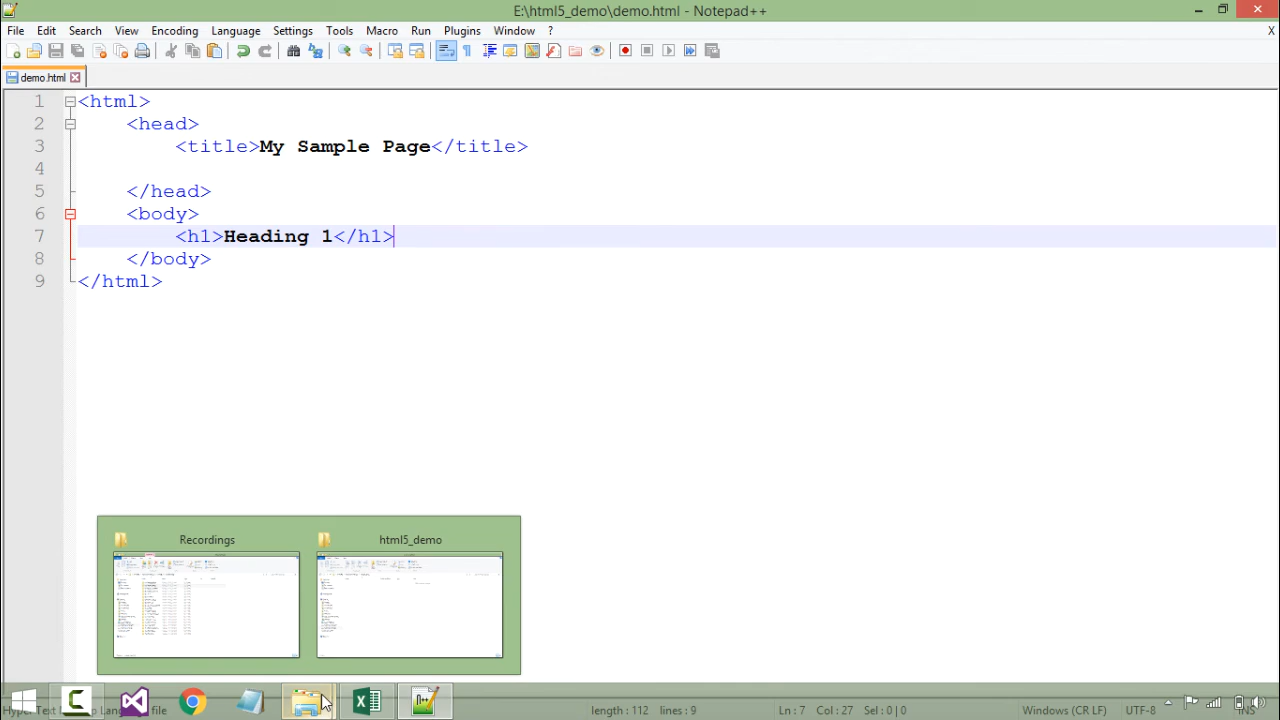 E:\html5_demo\demo.html - Notepad++
File Edit Search View Encoding Language Settings Tools Macro Run Plugins Window ? X
demo.html
1 <html>
2 <head>
3 <title>My Sample Page</title>
4
5 </head>
6 <body>
7 <h1>Heading 1</h1>
8 </body>
9 </html>
Recordings html5_demo
file length : 112 lines : 9 Ln : 7 Col : 27 Sel : 0 | 0 Windows (CR LF) UTF-8 INS